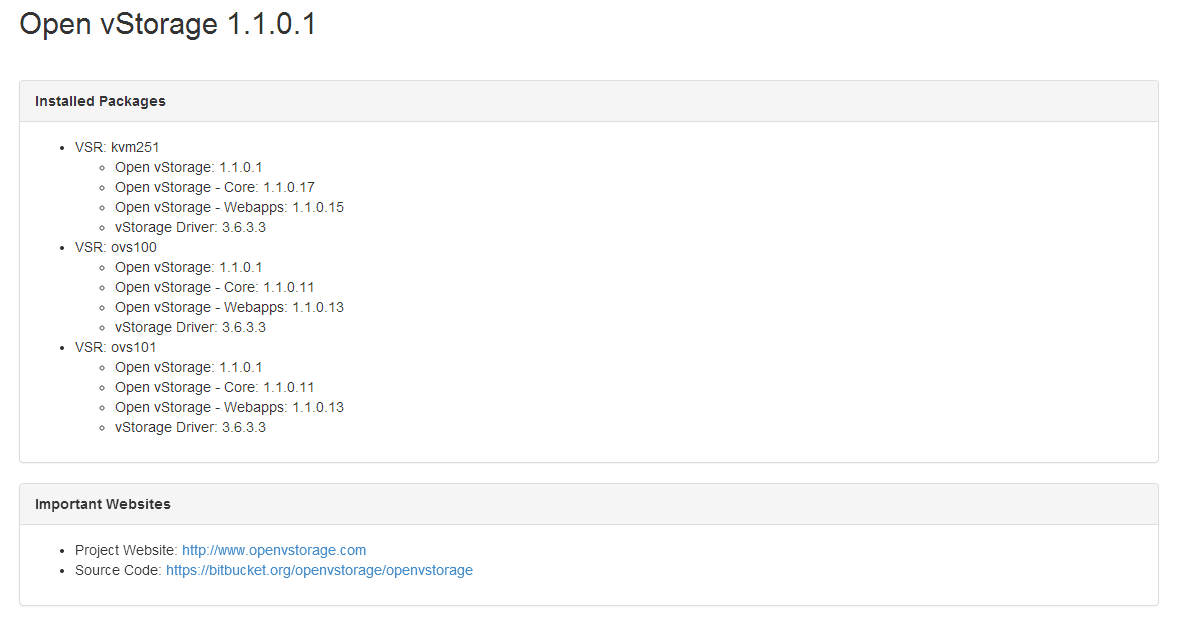 Open vStorage 1.1.0.1
Installed Packages
VSR: kvm251
Open vStorage: 1.1.0.1
Open vStorage - Core: 1.1.0.17
Open vStorage - Webapps: 1.1.0.15
vStorage Driver: 3.6.3.3
VSR: ovs100
Open vStorage: 1.1.0.1
Open vStorage - Core: 1.1.0.11
Open vStorage - Webapps: 1.1.0.13
vStorage Driver: 3.6.3.3
VSR: ovs101
Open vStorage: 1.1.0.1
Open vStorage - Core: 1.1.0.11
Open vStorage - Webapps: 1.1.0.13
vStorage Driver: 3.6.3.3
Important Websites
Project Website: http://www.openvstorage.com
Source Code: https://bitbucket.org/openvstorage/openvstorage